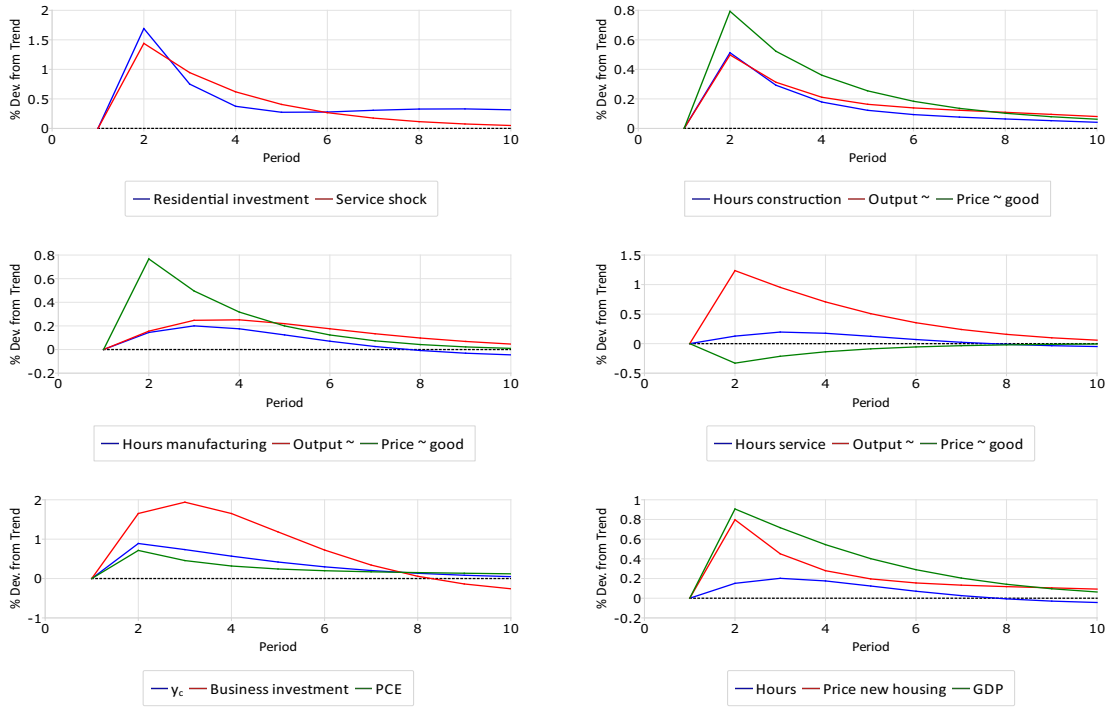 2
1.5
1
0.5
0
% Dev. from Trend
0 2 4 6 8 10
Period
Residential investment Service shock
0.8
0.6
0.4
0.2
0
% Dev. from Trend
0 2 4 6 8 10
Period
Hours construction Output ~ Price ~ good
0.8
0.6
0.4
0.2
0
-0.2
% Dev. from Trend
0 2 4 6 8 10
Period
Hours manufacturing Output ~ Price ~ good
1.5
1
0.5
0
-0.5
% Dev. from Trend
0 2 4 6 8 10
Period
Hours service Output ~ Price ~ good
2
1
0
-1
% Dev. from Trend
0 2 4 6 8 10
Period
y_c Business investment PCE
1
0.8
0.6
0.4
0.2
0
-0.2
% Dev. from Trend
0 2 4 6 8 10
Period
Hours Price new housing GDP